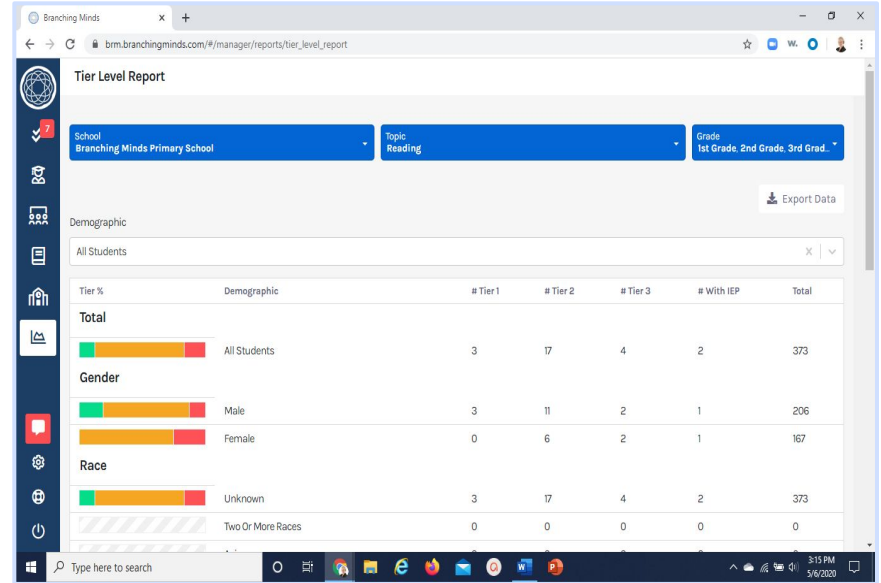 Branching Minds
brm.branchingminds.com/#/manager/reports/tier_level_report
W.
Tier Level Report
7
School
Branching Minds Primary School
Topic
Reading
Grade
1st Grade, 2nd Grade, 3rd Grad...
Export Data
Demographic
All Students
Tier % Demographic # Tier 1 # Tier 2 # Tier 3 # With IEP Total
Total
All Students 3 17 4 2 373
Gender
Male 3 11 2 1 206
Female 0 6 2 1 167
Race
Unknown 3 17 4 2 373
Two Or More Races 0 0 0 0 0
Type here to search
3:15 PM
5/6/2020